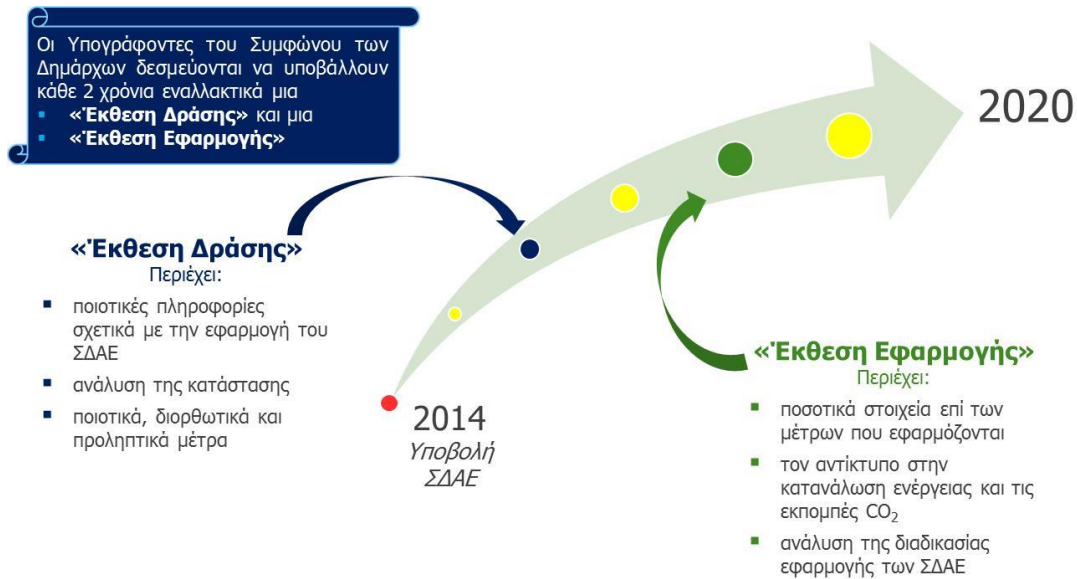 Οι Υπογράφοντες του Συμφώνου των
Δημάρχων δεσμεύονται να υποβάλλουν
κάθε 2 χρόνια εναλλακτικά μια
▪ «Έκθεση Δράσης» και μια
▪ «Έκθεση Εφαρμογής»
2020
«Έκθεση Δράσης»
Περιέχει:
▪ ποιοτικές πληροφορίες
σχετικά με την εφαρμογή του
ΣΔΑΕ
▪ ανάλυση της κατάστασης
▪ ποιοτικά, διορθωτικά και
προληπτικά μέτρα
2014
Υποβολή
ΣΔΑΕ
«Έκθεση Εφαρμογής»
Περιέχει:
▪ ποσοτικά στοιχεία επί των
μέτρων που εφαρμόζονται
▪ τον αντίκτυπο στην
κατανάλωση ενέργειας και τις
εκπομπές CO₂
▪ ανάλυση της διαδικασίας
εφαρμογής των ΣΔΑΕ